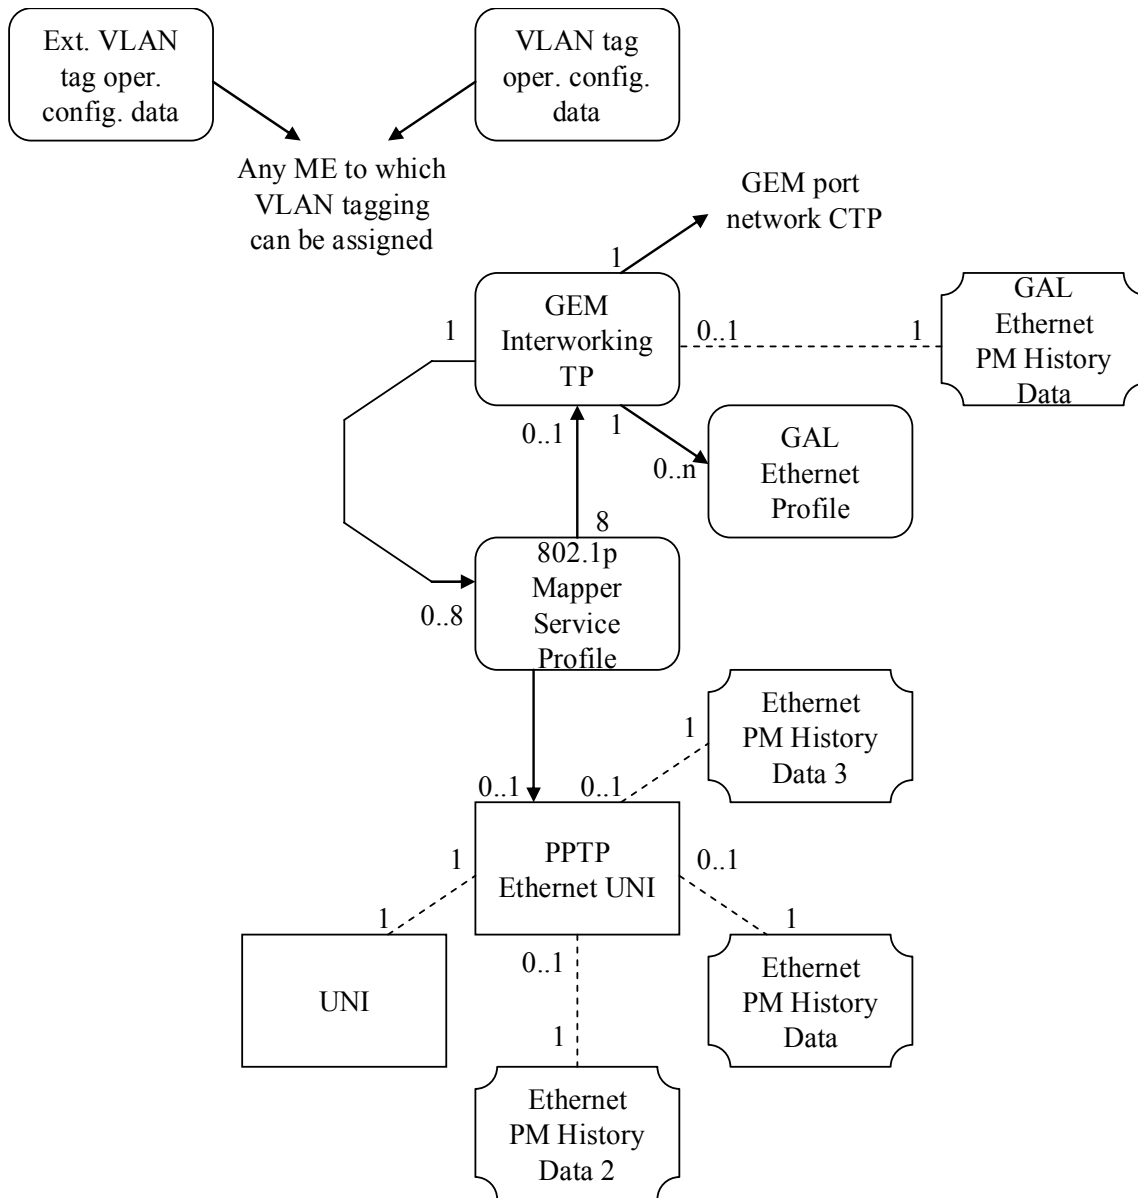 Ext. VLAN
tag oper.
config. data
VLAN tag
oper. config.
data
Any ME to which
VLAN tagging
can be assigned
GEM port
network CTP
1
GEM
Interworking
TP
1
0..1
1
GAL
Ethernet
PM History
Data
0..1
1
0..n
GAL
Ethernet
Profile
8
802.1p
Mapper
Service
Profile
0..8
Ethernet
PM History
Data 3
1
0..1
0..1
PPTP
Ethernet UNI
1
0..1
1
1
UNI
0..1
Ethernet
PM History
Data
1
Ethernet
PM History
Data 2